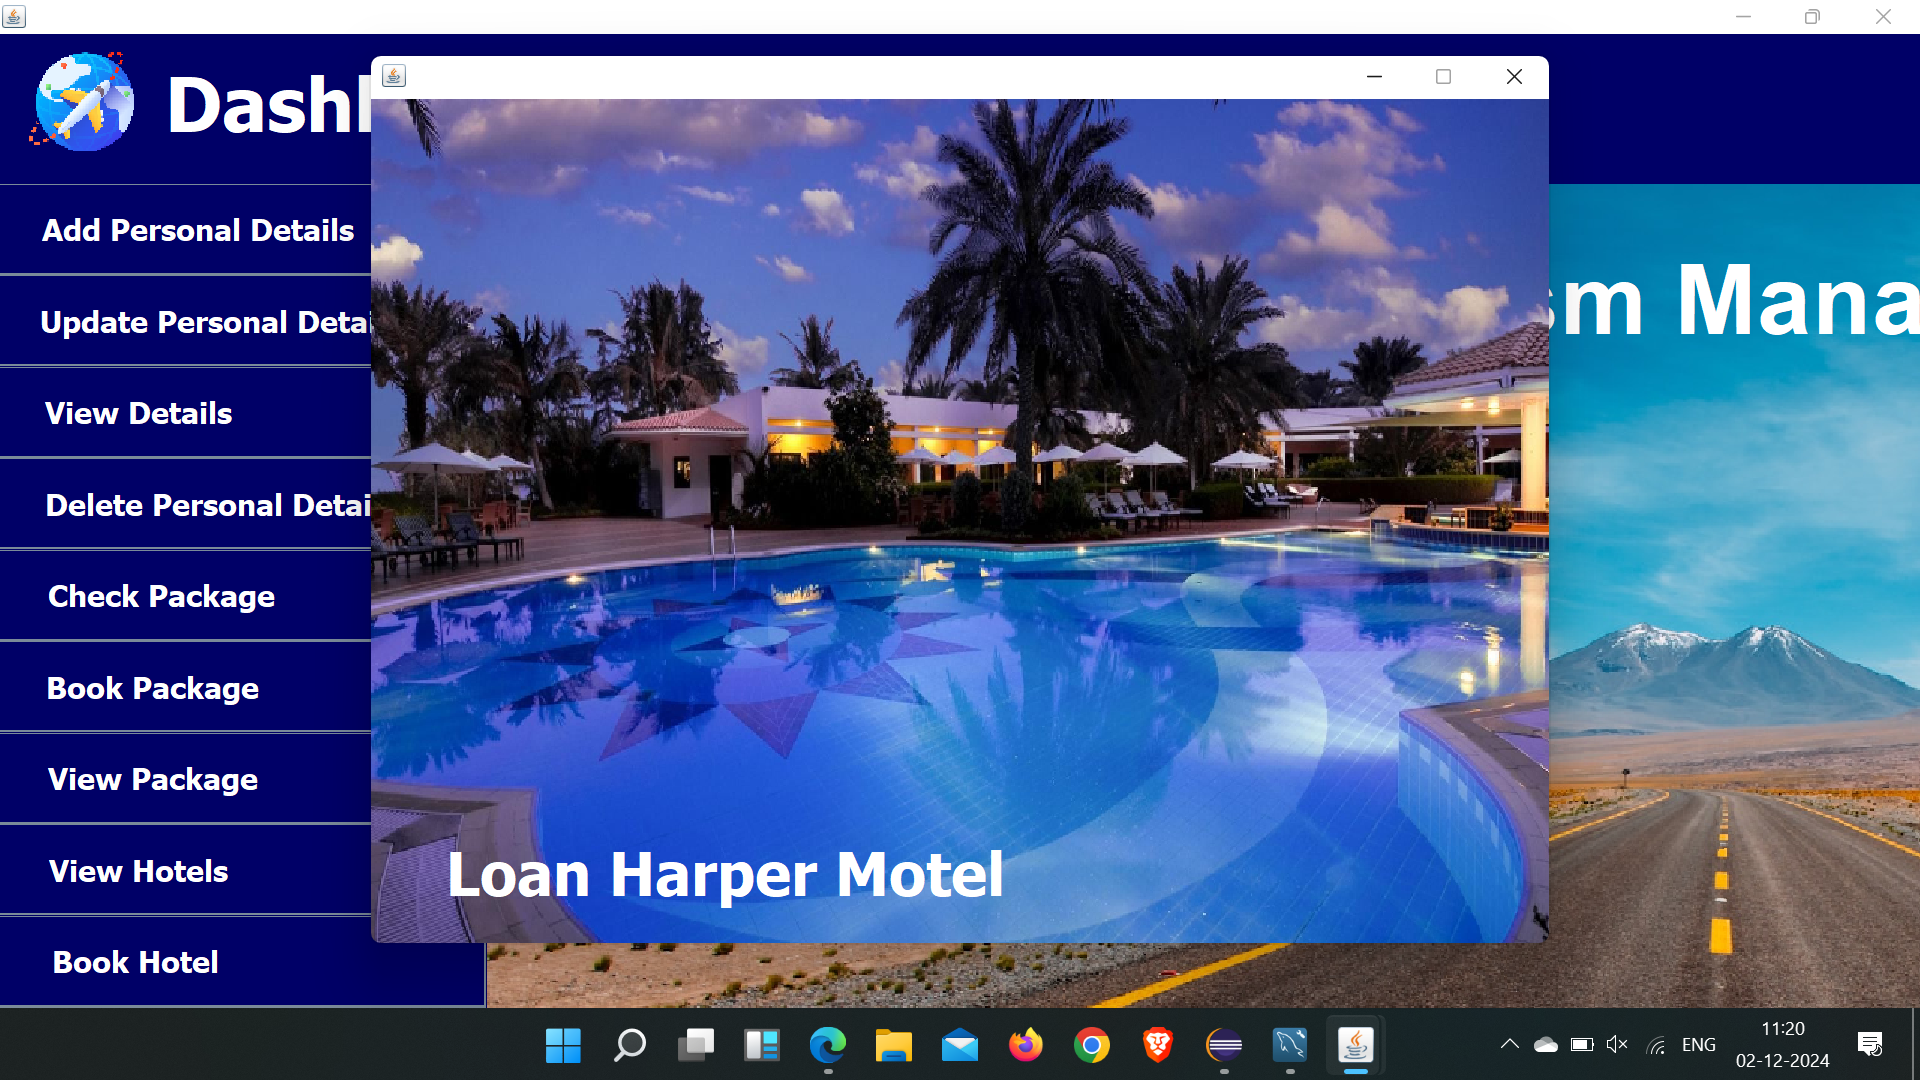 Dashl
Add Personal Details
Update Personal Detai
View Details
Delete Personal Detai
Check Package
Book Package
View Package
View Hotels
Book Hotel
sm Mana
Loan Harper Motel
ENG
11:20
02-12-2024